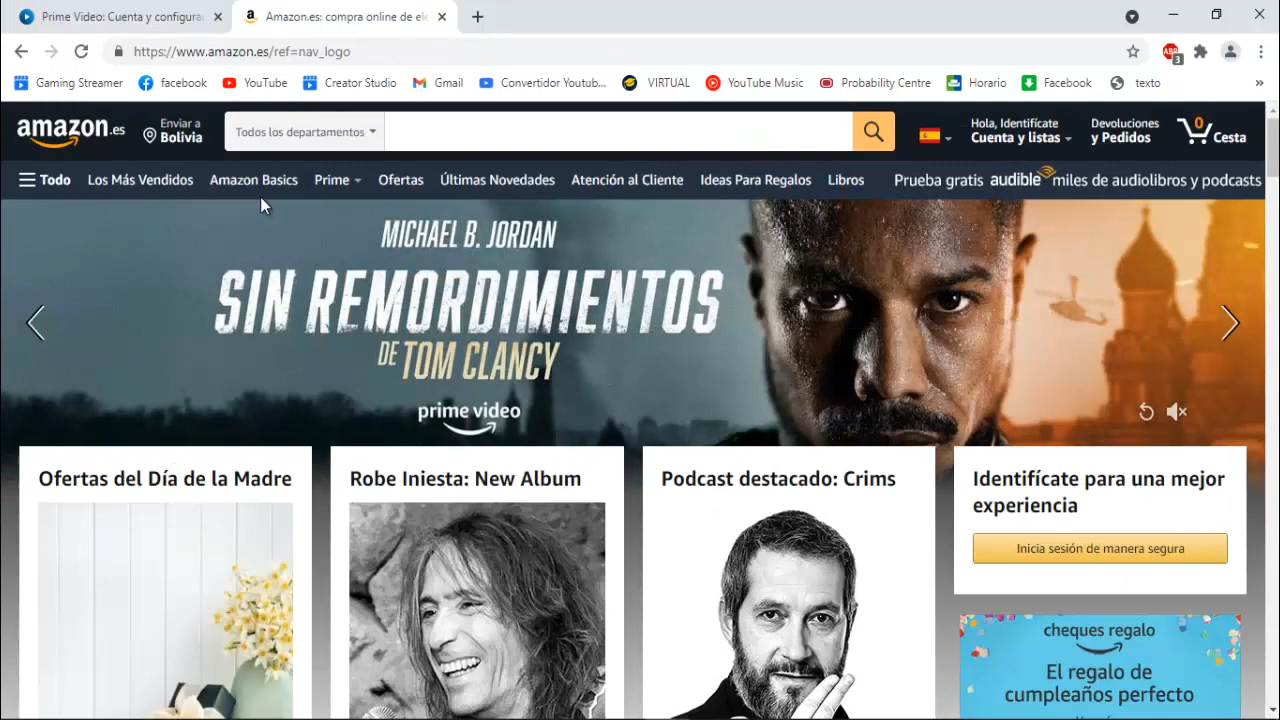 Prime Video: Cuenta y configura
Amazon.es: compra online de ele
https://www.amazon.es/ref=nav_logo
ABP
3
Gaming Streamer
facebook
YouTube
Creator Studio
Gmail
Convertidor Youtub...
VIRTUAL
YouTube Music
Probability Centre
Horario
Facebook
texto
»
amazon.es
Enviar a
Bolivia
Todos los departamentos
Hola, Identifícate
Cuenta y listas
Devoluciones
y Pedidos
0
Cesta
Todo
Los Más Vendidos
Amazon Basics
Prime
Ofertas
Últimas Novedades
Atención al Cliente
Ideas Para Regalos
Libros
Prueba gratis audible miles de audiolibros y podcasts
MICHAEL B. JORDAN
SIN REMORDIMIENTOS
DE TOM CLANCY
prime video
Ofertas del Día de la Madre
Robe Iniesta: New Album
Podcast destacado: Crims
Identifícate para una mejor
experiencia
Inicia sesión de manera segura
cheques regalo
El regalo de
cumpleaños perfecto